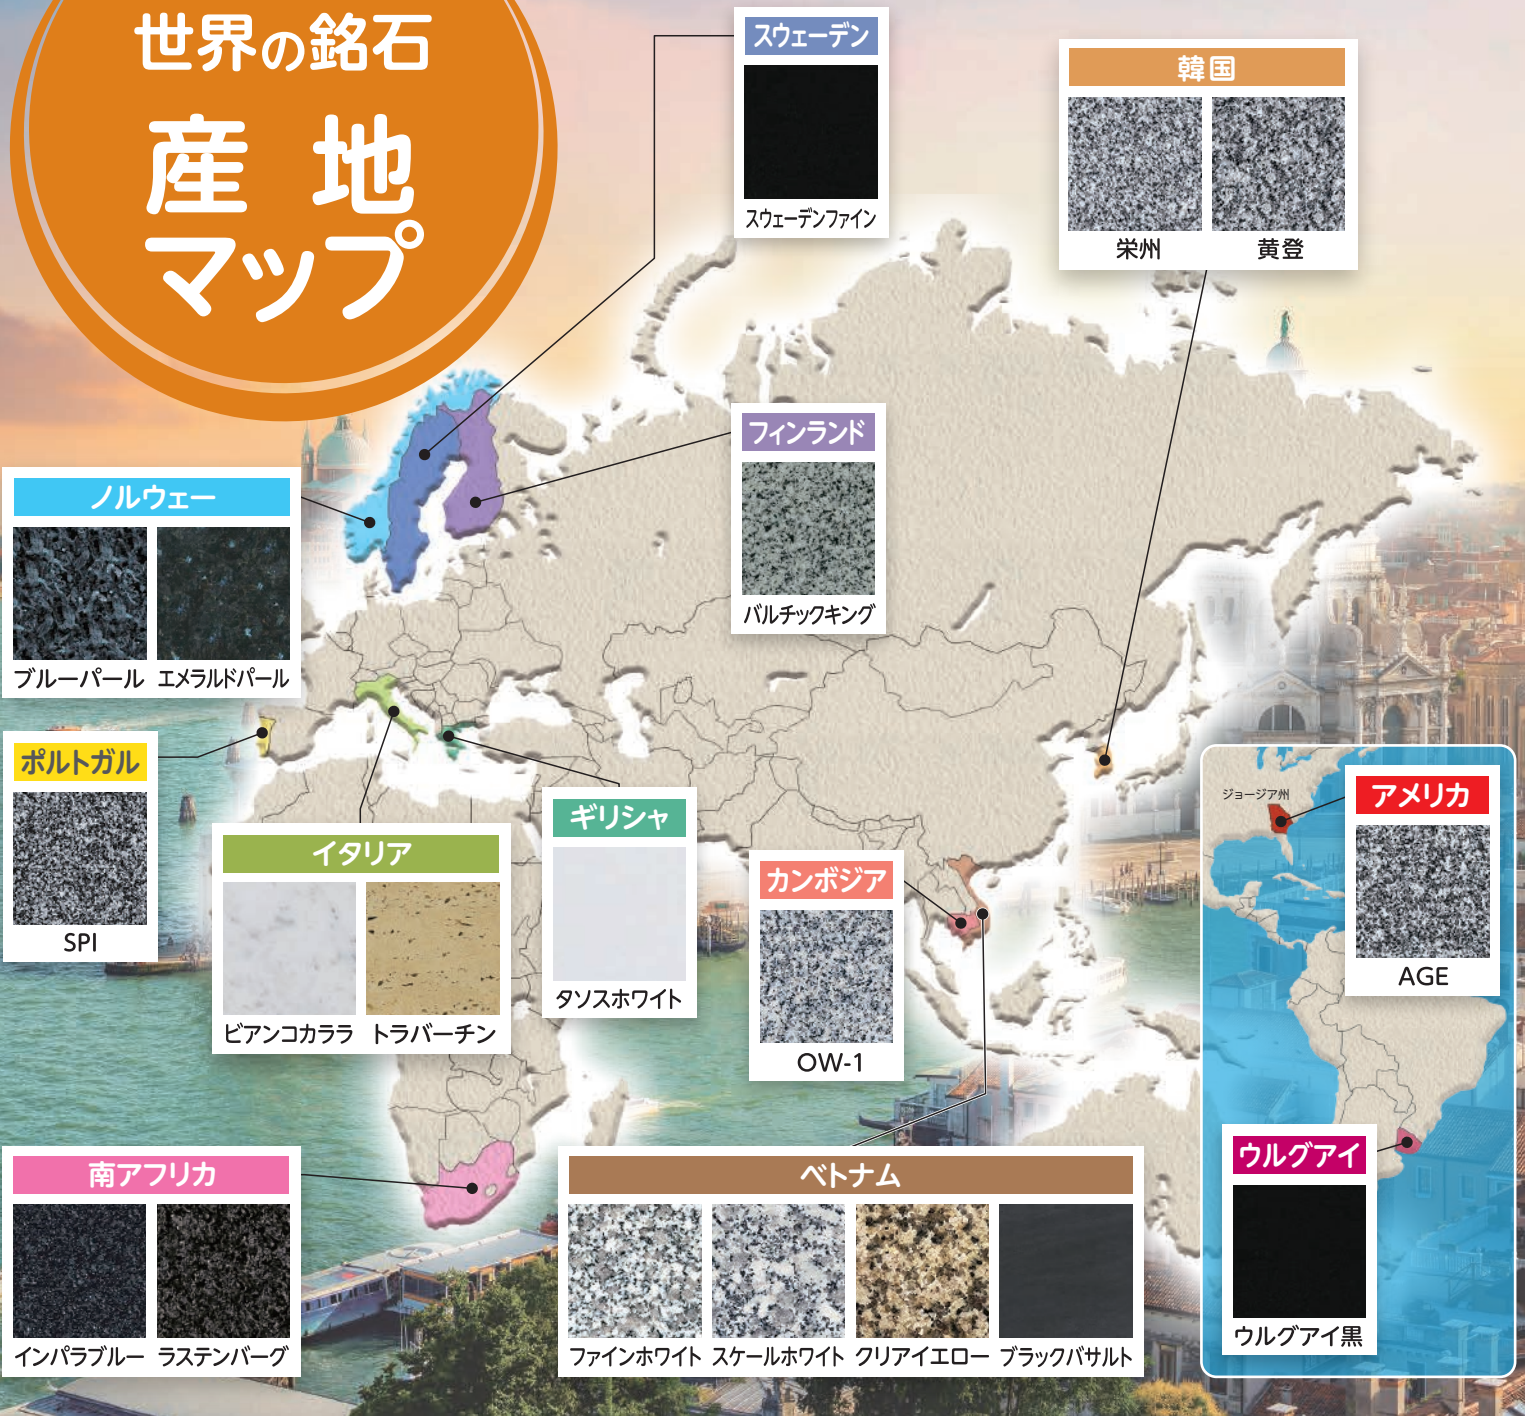 世界の銘石
産地
マップ
スウェーデン
スウェーデンファイン
韓国
栄州 黄登
フィンランド
バルチックキング
ノルウェー
ブルーパール エメラルドパール
ポルトガル
SPI
イタリア
ビアンコカララ トラバーチン
ギリシャ
タソスホワイト
カンボジア
OW-1
ジョージア州
アメリカ
AGE
ウルグアイ
ウルグアイ黒
南アフリカ
インパラブルー ラステンバーグ
ベトナム
ファインホワイト スケールホワイト クリアイエロー ブラックバサルト